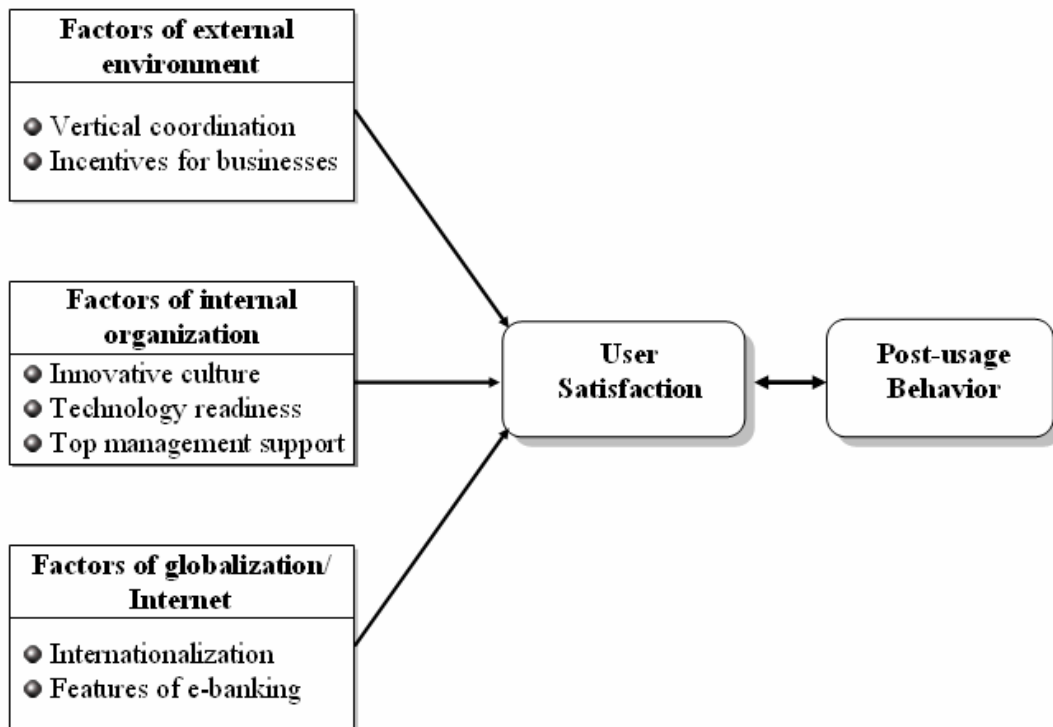 Factors of external
environment
Vertical coordination
Incentives for businesses
Factors of internal
organization
Innovative culture
Technology readiness
Top management support
Factors of globalization/
Internet
Internationalization
Features of e-banking
User
Satisfaction
Post-usage
Behavior